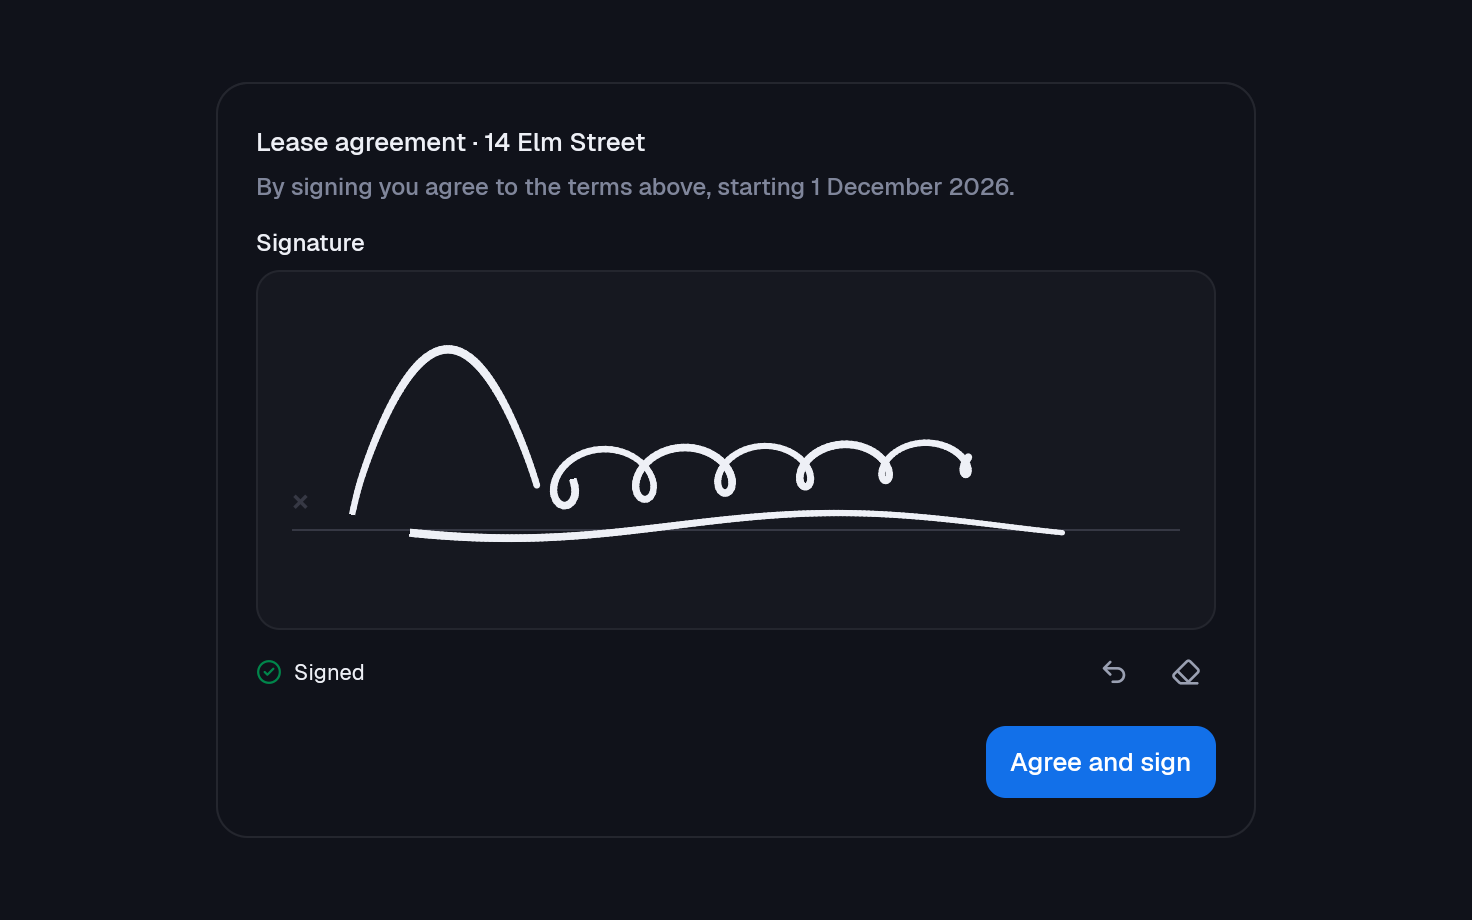 Lease agreement · 14 Elm Street
By signing you agree to the terms above, starting 1 December 2026.
Signature
Signed
Agree and sign